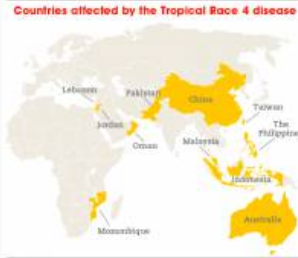 Countries affected by the Tropical Race 4 disease
Lebanon
Pakistan
China
Jordan
Taiwan
Oman
Malaysia
The
Philippine
Indonesia
Australia
Mozambique